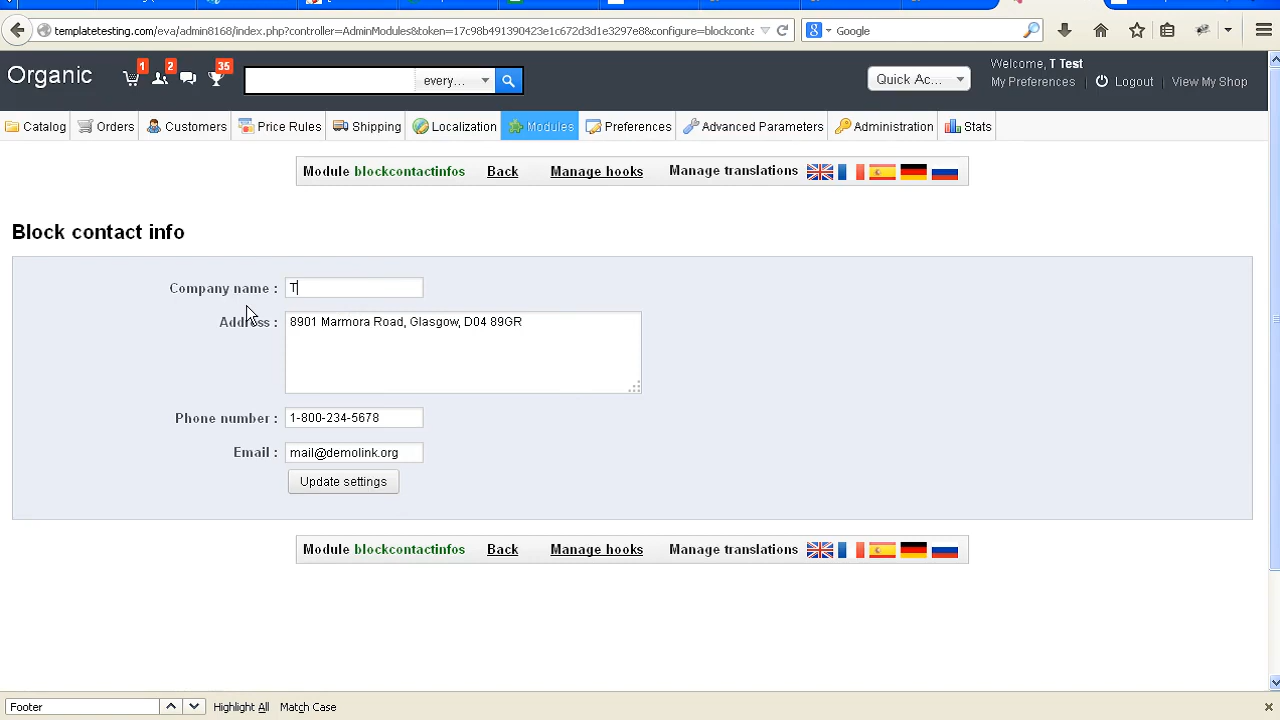 templatetesting.com/eva/admin8168/index.php?controller=AdminModules&token=17c98b491390423e1c672d3d1e3297e8&configure=blockconta
Google
Organic
1
2
35
every...
Quick Ac...
Welcome, T Test
My Preferences
Logout
View My Shop
Catalog
Orders
Customers
Price Rules
Shipping
Localization
Modules
Preferences
Advanced Parameters
Administration
Stats
Module blockcontactinfos Back Manage hooks Manage translations
Block contact info
Company name : T
Address : 8901 Marmora Road, Glasgow, D04 89GR
Phone number : 1-800-234-5678
Email : mail@demolink.org
Update settings
Module blockcontactinfos Back Manage hooks Manage translations
Footer
Highlight All
Match Case